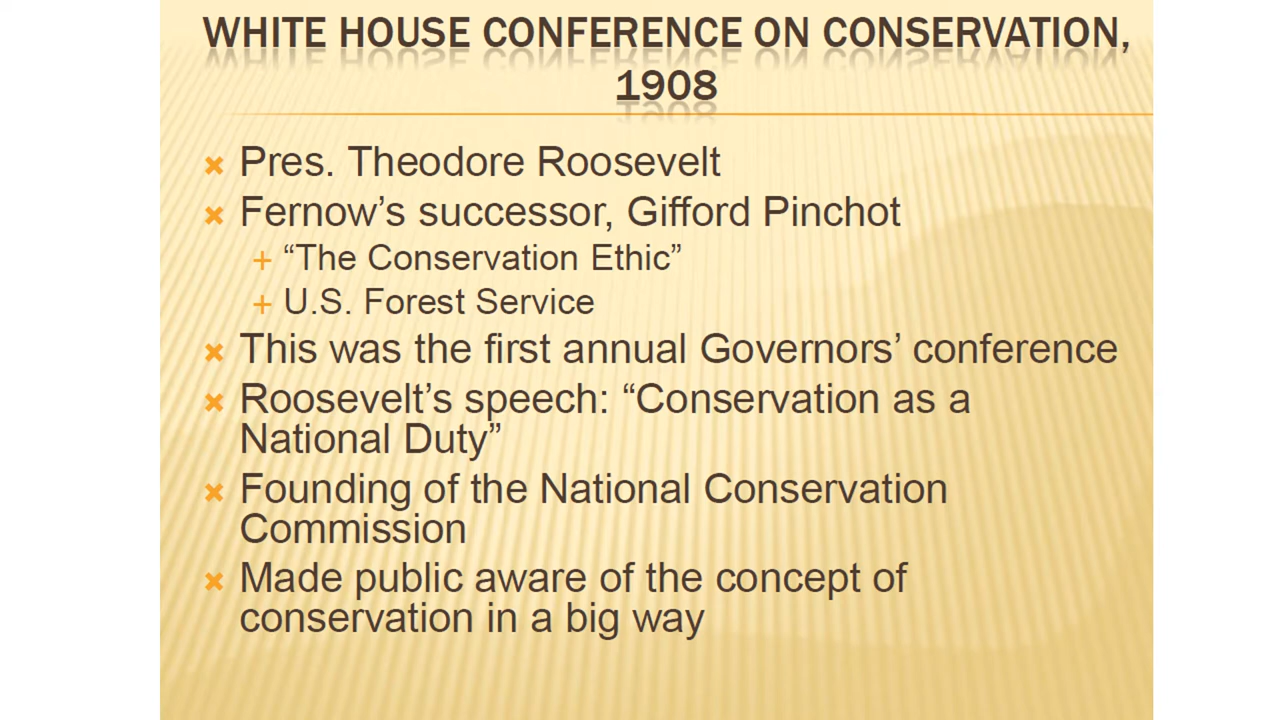 WHITE HOUSE CONFERENCE ON CONSERVATION,
1908
Pres. Theodore Roosevelt
Fernow’s successor, Gifford Pinchot
“The Conservation Ethic”
U.S. Forest Service
This was the first annual Governors’ conference
Roosevelt’s speech: “Conservation as a
National Duty”
Founding of the National Conservation
Commission
Made public aware of the concept of
conservation in a big way